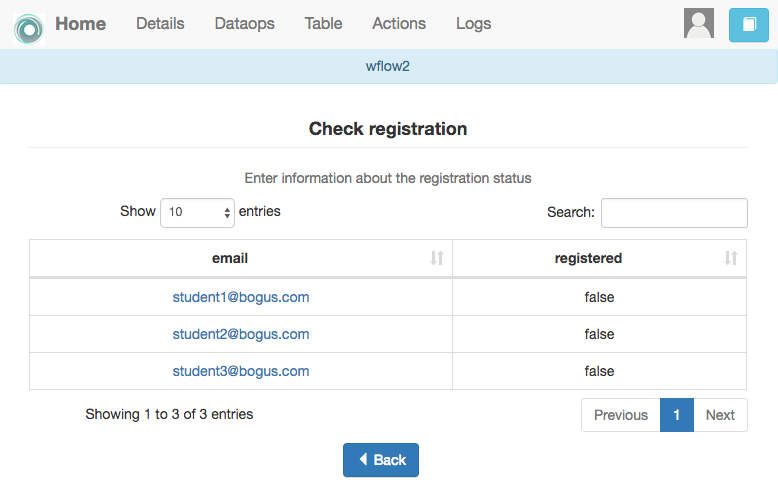 Home Details Dataops Table Actions Logs
wflow2
Check registration
Enter information about the registration status
Show 10 entries Search:
email registered
student1@bogus.com false
student2@bogus.com false
student3@bogus.com false
Showing 1 to 3 of 3 entries Previous 1 Next
Back